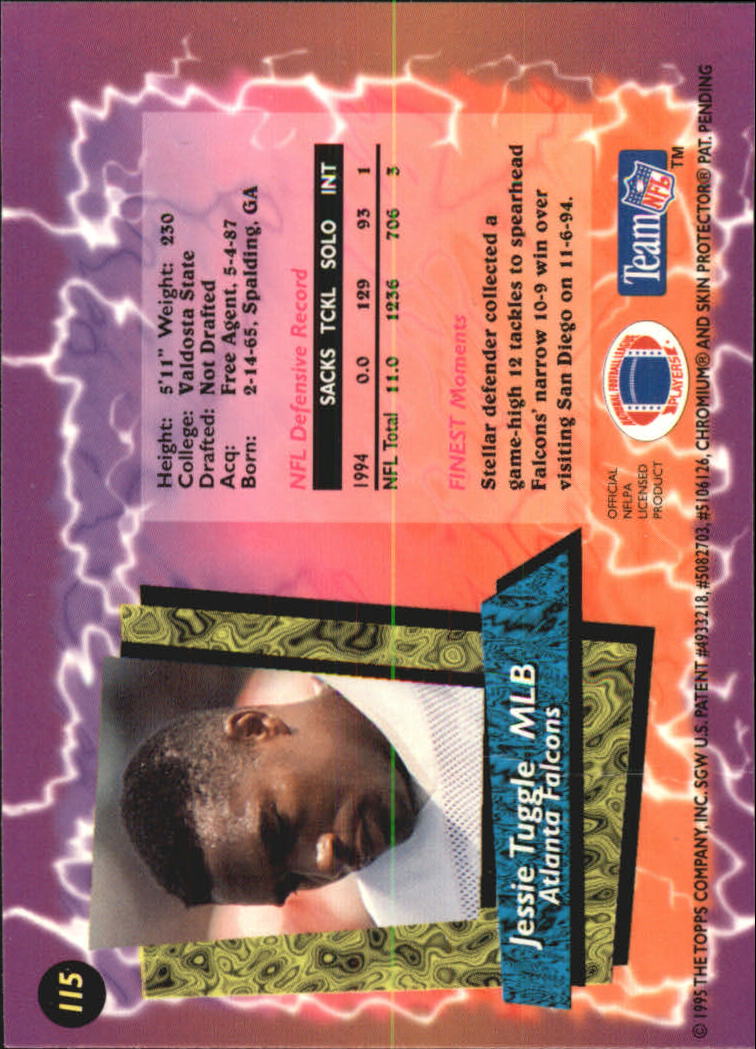 115
Jessie Tuggle MLB
Atlanta Falcons
Height: 5'11" Weight: 230
College: Valdosta State
Drafted: Not Drafted
Acq: Free Agent, 5-4-87
Born: 2-14-65, Spalding, GA
NFL Defensive Record
SACKS TCKL SOLO INT
1994 0.0 129 93 1
NFL Total 11.0 1236 706 3
FINEST Moments
Stellar defender collected a
game-high 12 tackles to spearhead
Falcons' narrow 10-9 win over
visiting San Diego on 11-6-94.
OFFICIAL
NFLPA
LICENSED
PRODUCT
NATIONAL FOOTBALL LEAGUE
PLAYERS
Team NFL TM
© 1995 THE TOPPS COMPANY, INC. SGW U.S. PATENT #4933218, #5082703, #5106126, CHROMIUM® AND SKIN PROTECTOR® PAT. PENDING